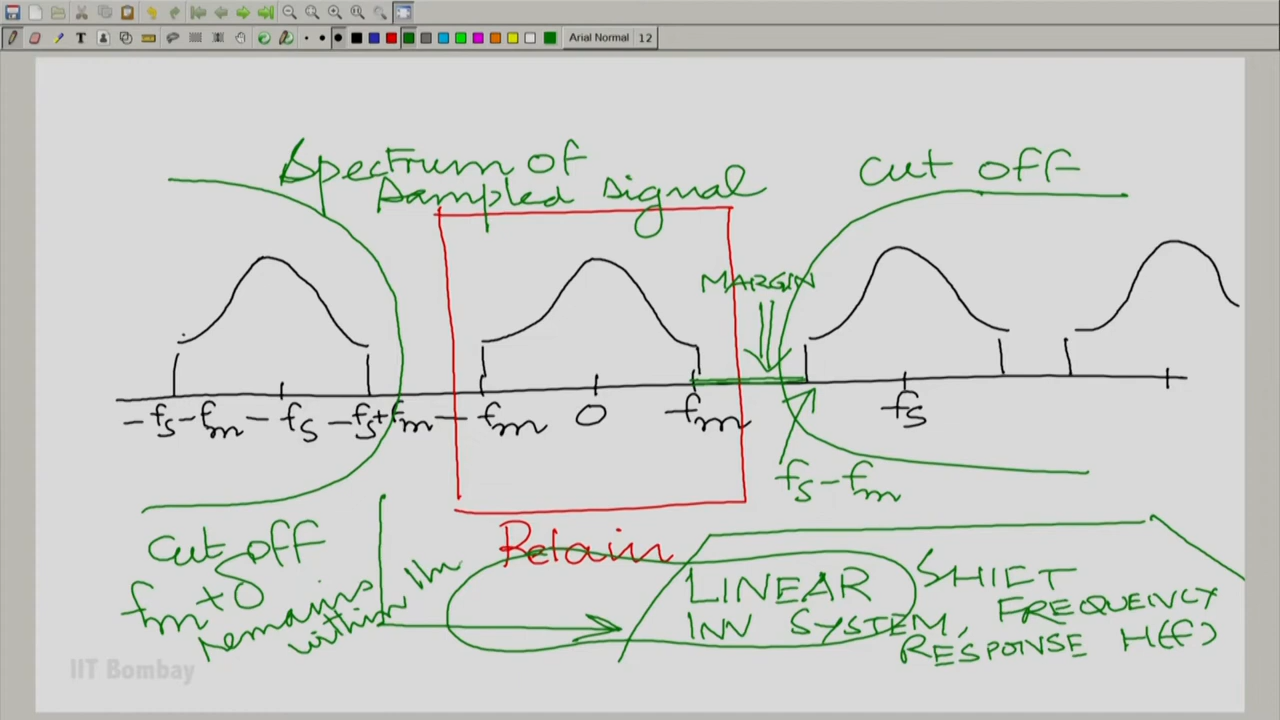 Arial Normal 12
Spectrum of
Sampled Signal
Cut off
MARGIN
-fs-fm -fs -fs+fm -fm 0 fm fs
fs-fm
Cut off
Retain
fm+δ
remains
within llm
LINEAR SHIFT
INV SYSTEM, FREQUENCY
RESPONSE H(f)
IIT Bombay